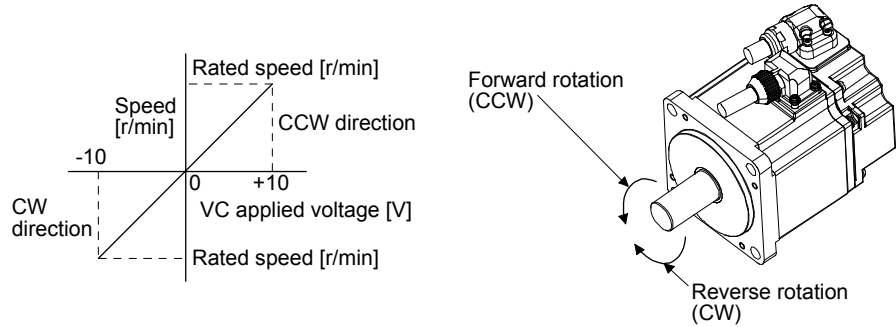 Rated speed [r/min]
Speed
[r/min]
CCW direction
-10
0
+10
CW
direction
VC applied voltage [V]
Rated speed [r/min]
Forward rotation
(CCW)
Reverse rotation
(CW)